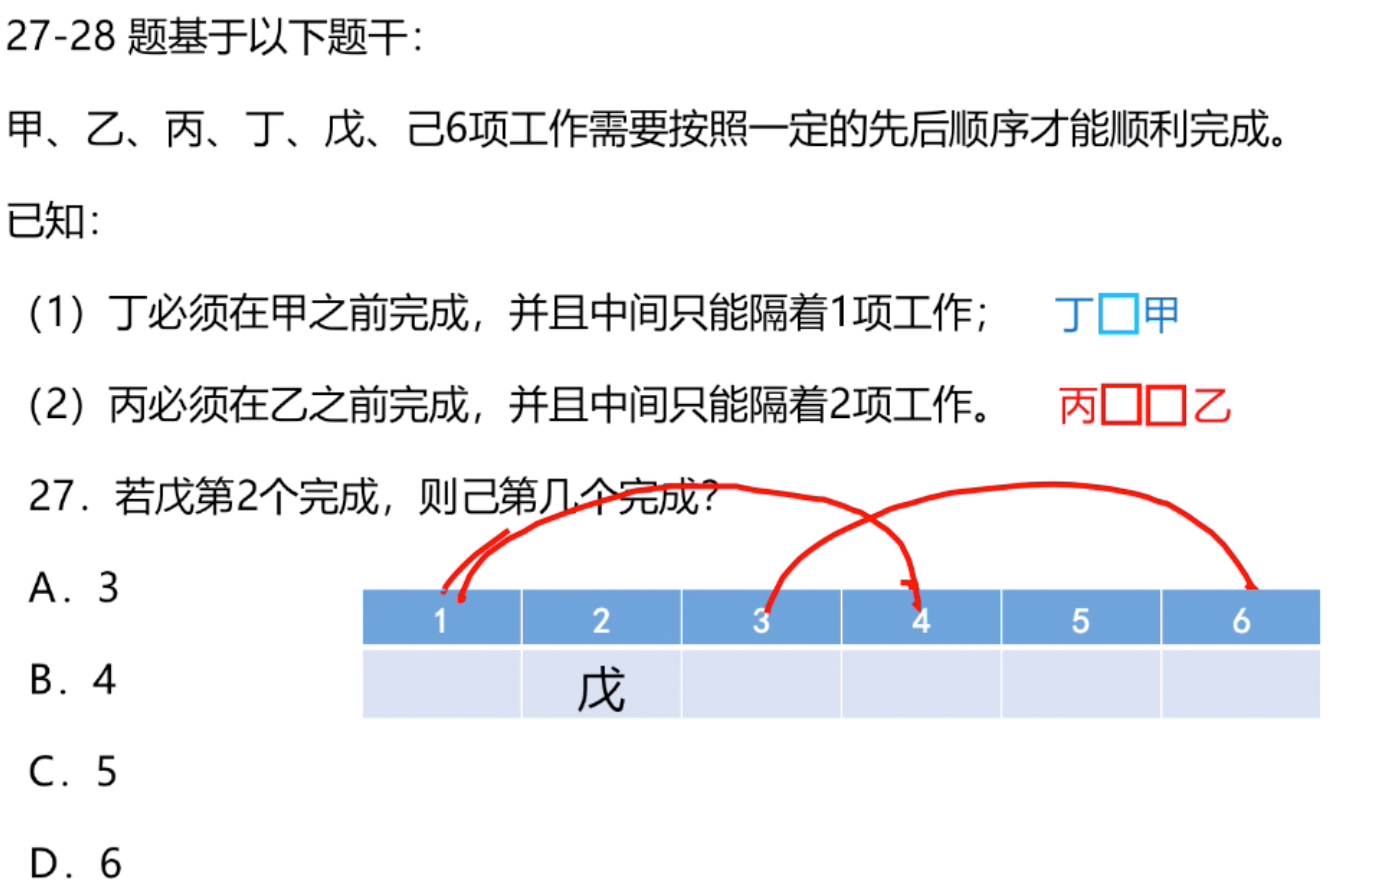 27-28 题基于以下题干：
甲、乙、丙、丁、戊、己6项工作需要按照一定的先后顺序才能顺利完成。
已知：
（1）丁必须在甲之前完成，并且中间只能隔着1项工作； 丁□甲
（2）丙必须在乙之前完成，并且中间只能隔着2项工作。 丙□□乙
27. 若戊第2个完成，则己第几个完成？
A. 3
1 2 3 4 5 6
B. 4
戊
C. 5
D. 6